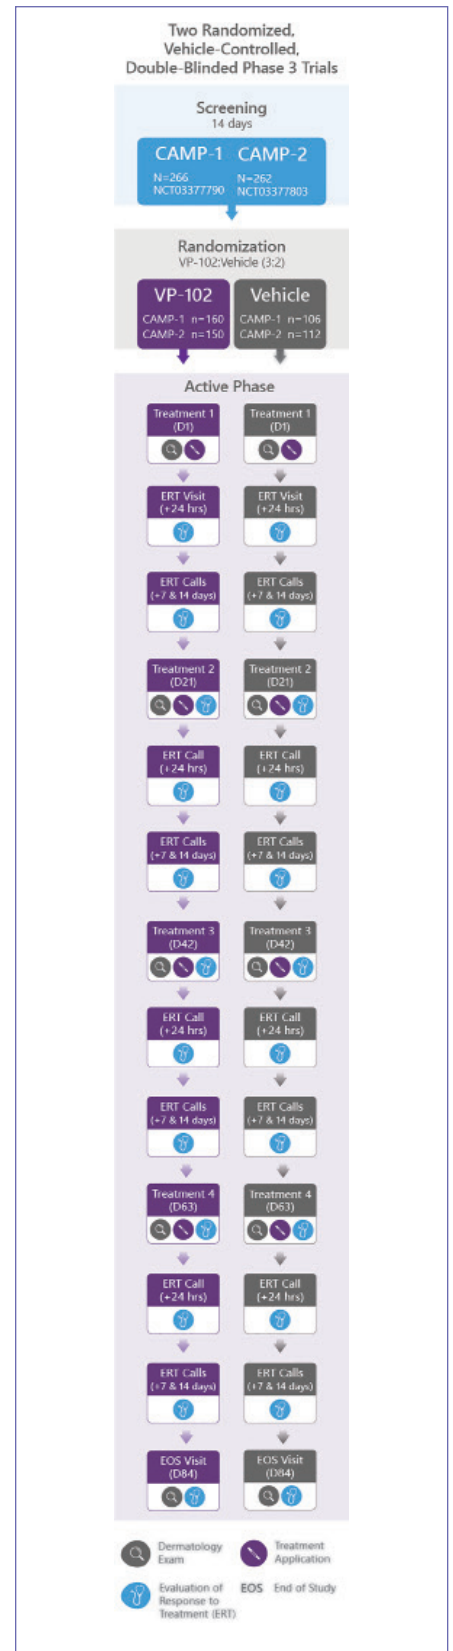 Two Randomized,
Vehicle-Controlled,
Double-Blinded Phase 3 Trials
Screening
14 days
CAMP-1 CAMP-2
N=266 N=262
NCT03377790 NCT03377803
Randomization
VP-102:Vehicle (3:2)
VP-102 Vehicle
CAMP-1 n=160 CAMP-1 n=106
CAMP-2 n=150 CAMP-2 n=112
Active Phase
Treatment 1 Treatment 1
(D1) (D1)
ERT Visit ERT Visit
(+24 hrs) (+24 hrs)
ERT Calls ERT Calls
(+7 & 14 days) (+7 & 14 days)
Treatment 2 Treatment 2
(D21) (D21)
ERT Call ERT Call
(+24 hrs) (+24 hrs)
ERT Calls ERT Calls
(+7 & 14 days) (+7 & 14 days)
Treatment 3 Treatment 3
(D42) (D42)
ERT Call ERT Call
(+24 hrs) (+24 hrs)
ERT Calls ERT Calls
(+7 & 14 days) (+7 & 14 days)
Treatment 4 Treatment 4
(D63) (D63)
ERT Call ERT Call
(+24 hrs) (+24 hrs)
ERT Calls ERT Calls
(+7 & 14 days) (+7 & 14 days)
EOS Visit EOS Visit
(D84) (D84)
Dermatology Treatment
Exam Application
Evaluation of EOS End of Study
Response to
Treatment (ERT)